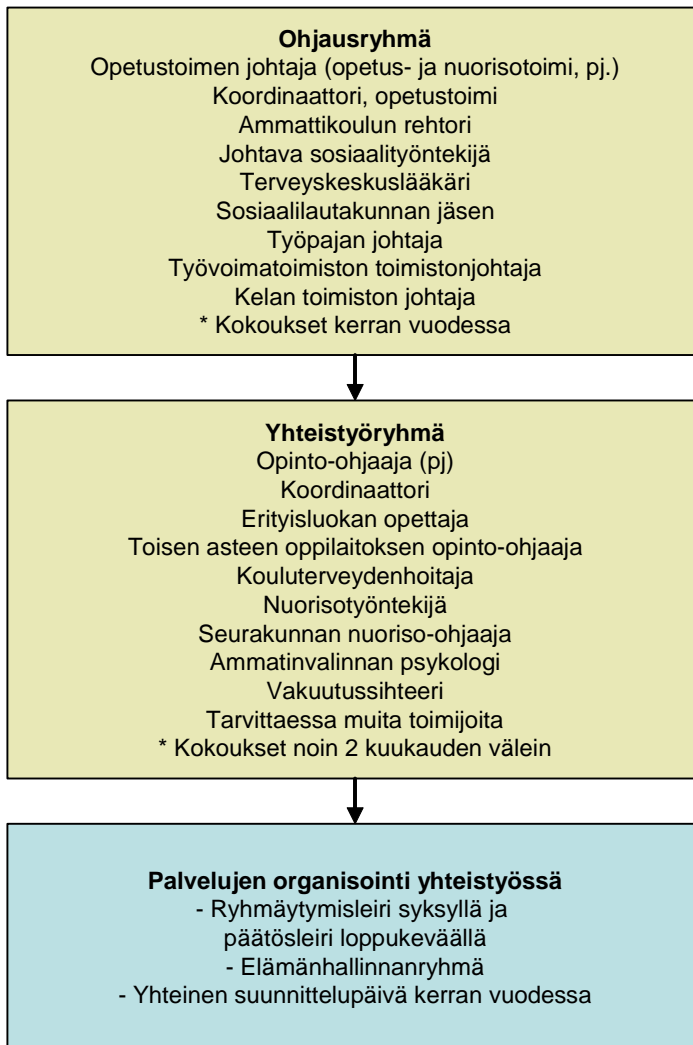 Ohjausryhmä
Opetustoimen johtaja (opetus- ja nuorisotoimi, pj.)
Koordinaattori, opetustoimi
Ammattikoulun rehtori
Johtava sosiaalityöntekijä
Terveyskeskuslääkäri
Sosiaalilautakunnan jäsen
Työpajan johtaja
Työvoimatoimiston toimistonjohtaja
Kelan toimiston johtaja
* Kokoukset kerran vuodessa
Yhteistyöryhmä
Opinto-ohjaaja (pj)
Koordinaattori
Erityisluokan opettaja
Toisen asteen oppilaitoksen opinto-ohjaaja
Kouluterveydenhoitaja
Nuorisotyöntekijä
Seurakunnan nuoriso-ohjaaja
Ammatinvalinnan psykologi
Vakuutussihteeri
Tarvittaessa muita toimijoita
* Kokoukset noin 2 kuukauden välein
Palvelujen organisointi yhteistyössä
- Ryhmäytymisleiri syksyllä ja
päätösleiri loppukeväällä
- Elämänhallinnanryhmä
- Yhteinen suunnittelupäivä kerran vuodessa